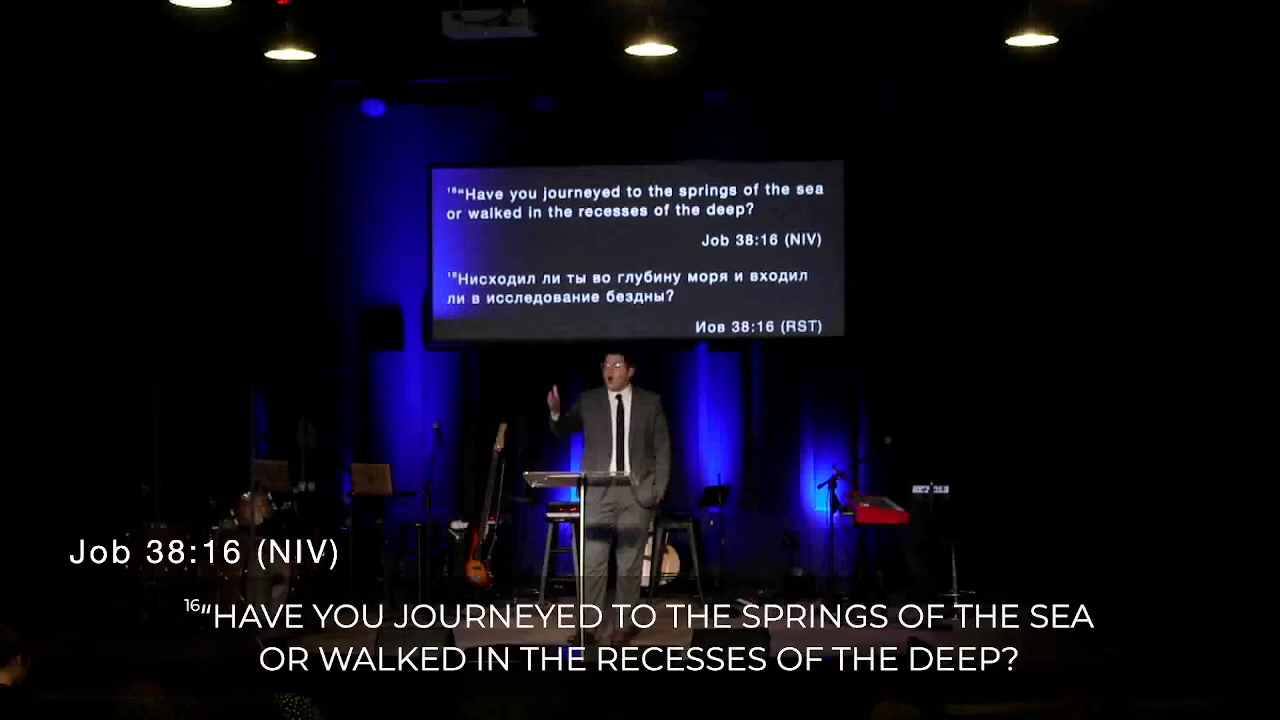 ¹⁶“Have you journeyed to the springs of the sea
or walked in the recesses of the deep?
Job 38:16 (NIV)
¹⁶Нисходил ли ты во глубину моря и входил
ли в исследование бездны?
Иов 38:16 (RST)
Job 38:16 (NIV)
¹⁶“HAVE YOU JOURNEYED TO THE SPRINGS OF THE SEA
OR WALKED IN THE RECESSES OF THE DEEP?